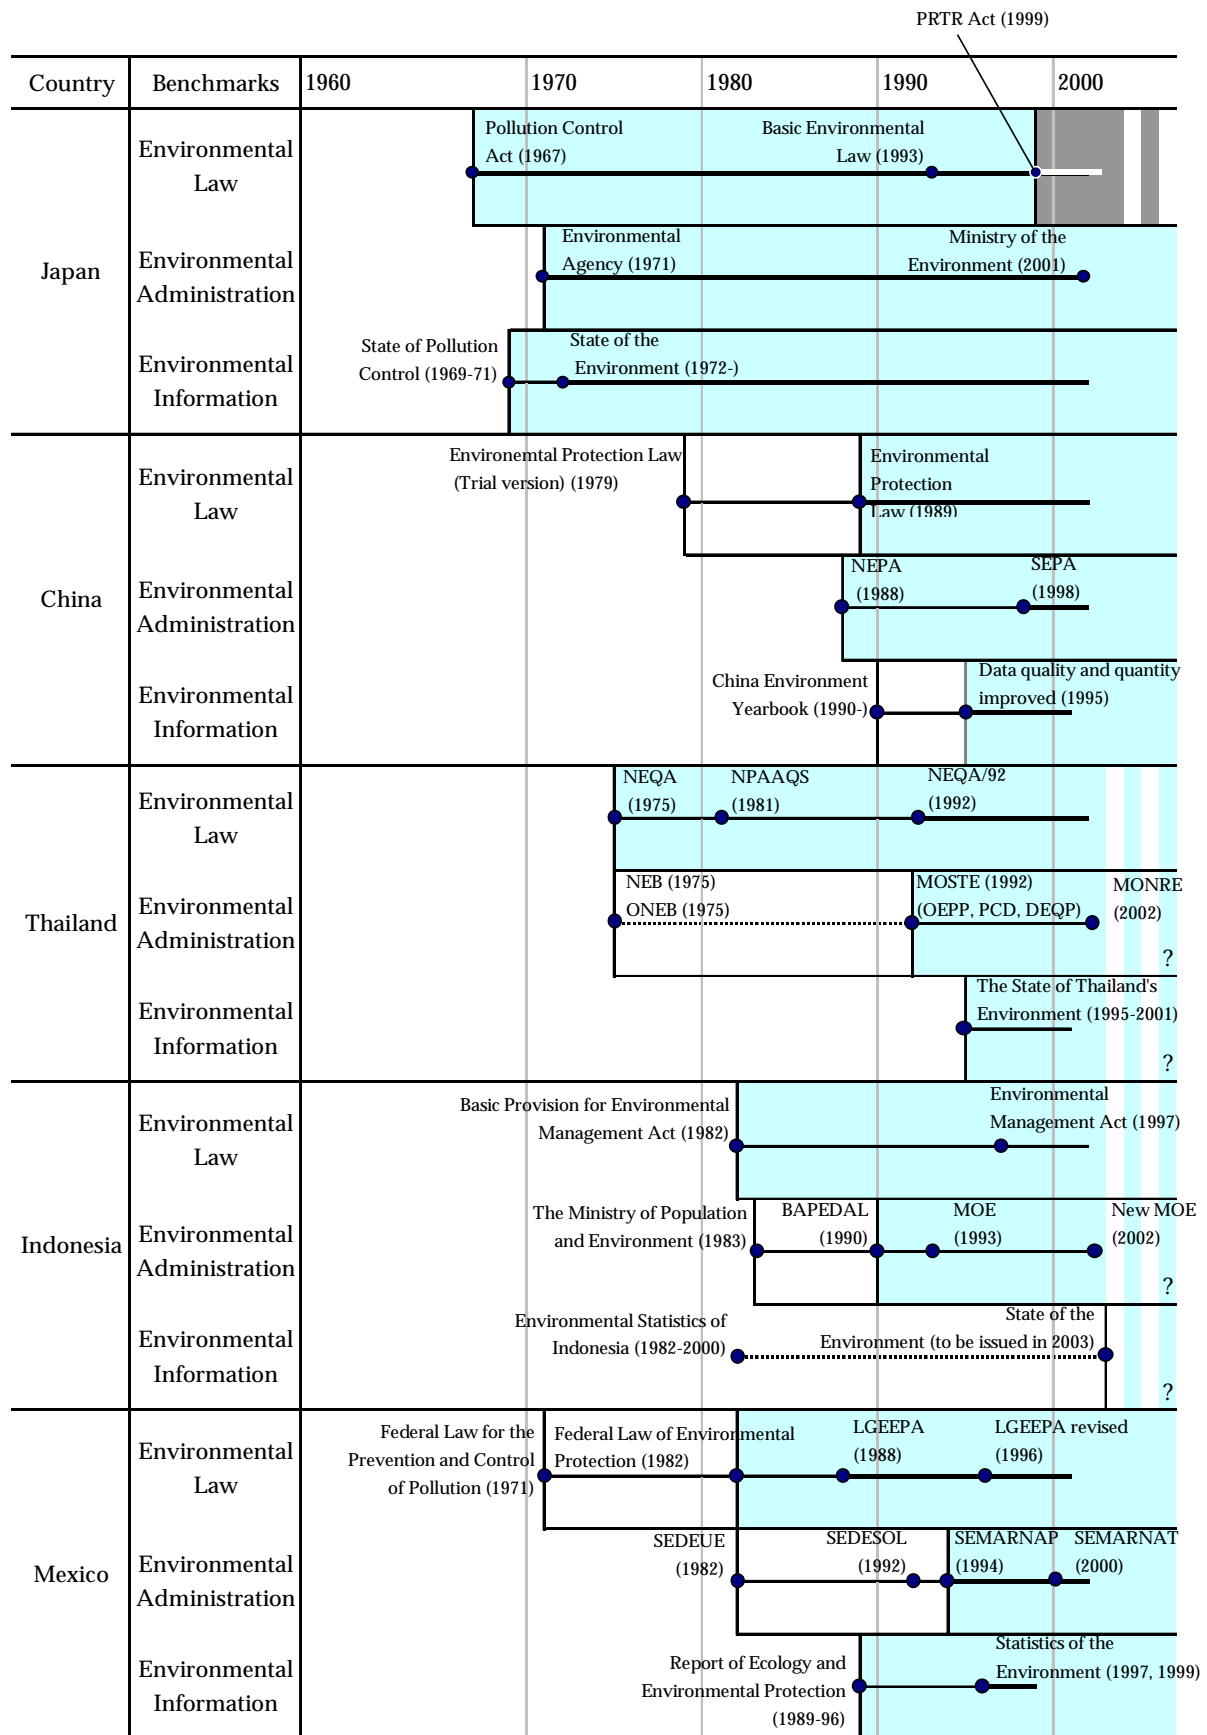 PRTR Act (1999)
Country Benchmarks 1960 1970 1980 1990 2000
Japan
Environmental
Law
Pollution Control
Act (1967)
Basic Environmental
Law (1993)
Environmental
Administration
Environmental
Agency (1971)
Ministry of the
Environment (2001)
Environmental
Information
State of Pollution
Control (1969-71)
State of the
Environment (1972-)
China
Environmental
Law
Environemtal Protection Law
(Trial version) (1979)
Environmental
Protection
Law (1989)
Environmental
Administration
NEPA
(1988)
SEPA
(1998)
Environmental
Information
China Environment
Yearbook (1990-)
Data quality and quantity
improved (1995)
Thailand
Environmental
Law
NEQA
(1975)
NPAAQS
(1981)
NEQA/92
(1992)
Environmental
Administration
NEB (1975)
ONEB (1975)
MOSTE (1992)
(OEPP, PCD, DEQP)
MONRE
(2002)
?
Environmental
Information
The State of Thailand's
Environment (1995-2001)
?
Indonesia
Environmental
Law
Basic Provision for Environmental
Management Act (1982)
Environmental
Management Act (1997)
Environmental
Administration
The Ministry of Population
and Environment (1983)
BAPEDAL
(1990)
MOE
(1993)
New MOE
(2002)
?
Environmental
Information
Environmental Statistics of
Indonesia (1982-2000)
State of the
Environment (to be issued in 2003)
?
Mexico
Environmental
Law
Federal Law for the
Prevention and Control
of Pollution (1971)
Federal Law of Environmental
Protection (1982)
LGEEPA
(1988)
LGEEPA revised
(1996)
Environmental
Administration
SEDEUE
(1982)
SEDESOL
(1992)
SEMARNAP
(1994)
SEMARNAT
(2000)
Environmental
Information
Report of Ecology and
Environmental Protection
(1989-96)
Statistics of the
Environment (1997, 1999)